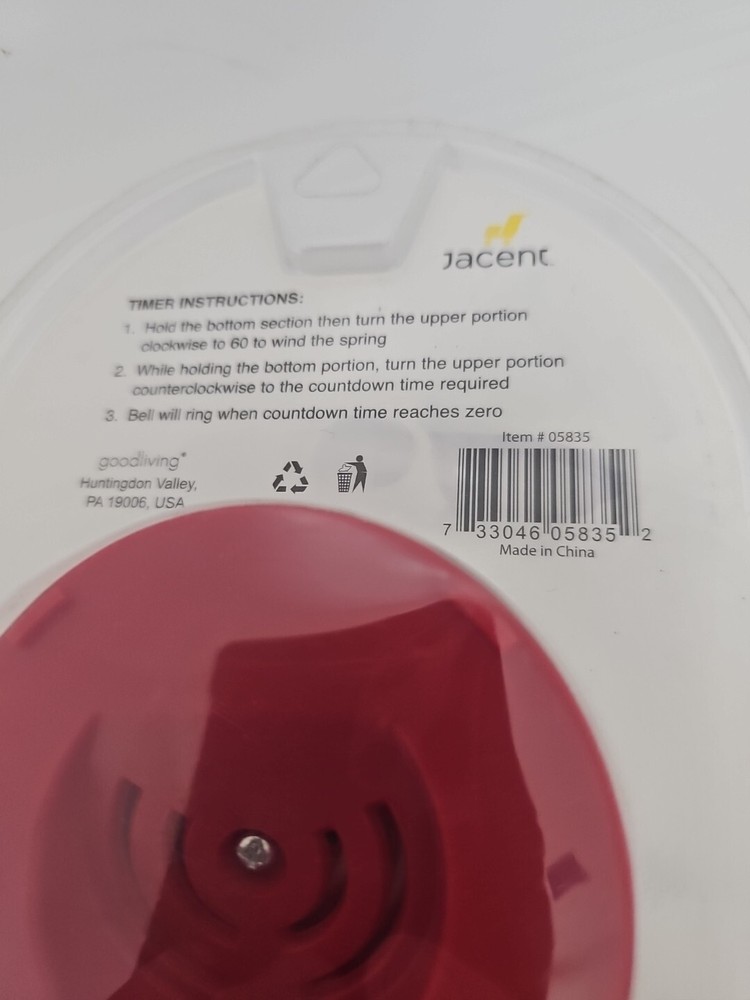 Jacent
TIMER INSTRUCTIONS:
1. Hold the bottom section then turn the upper portion
clockwise to 60 to wind the spring
2. While holding the bottom portion, turn the upper portion
counterclockwise to the countdown time required
3. Bell will ring when countdown time reaches zero
goodliving®
Huntingdon Valley,
PA 19006, USA
Item # 05835
7 33046 05835 2
Made in China